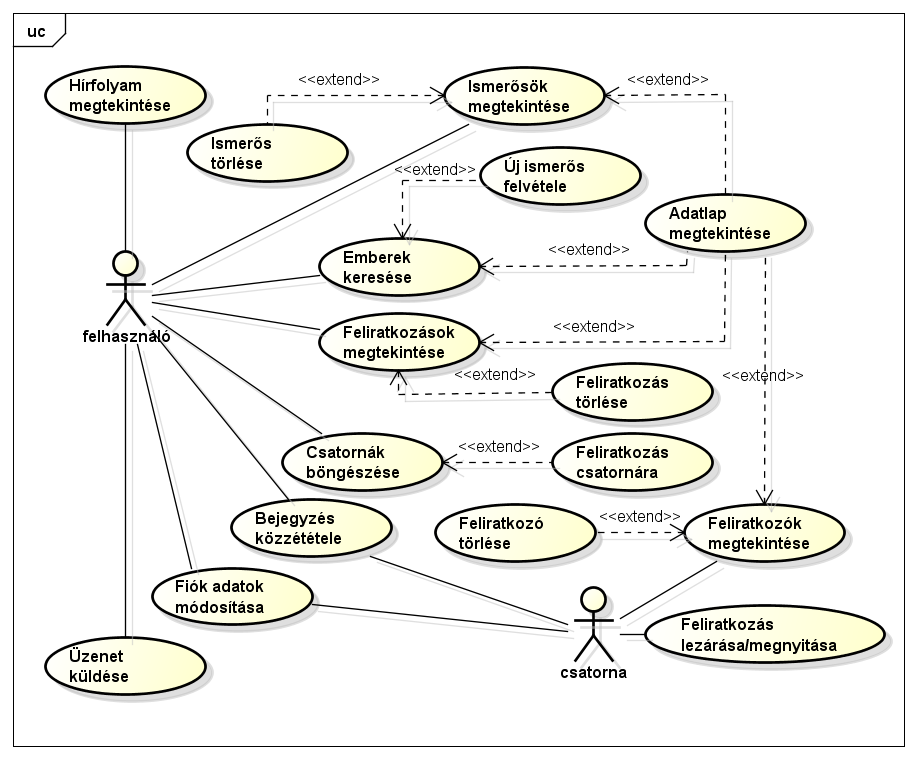 uc
Hírfolyam
megtekintése
<<extend>>
Ismerősök
megtekintése
<<extend>>
Ismerős
törlése
<<extend>>
Új ismerős
felvétele
Adatlap
megtekintése
Emberek
keresése
<<extend>>
felhasználó
Feliratkozások
megtekintése
<<extend>>
<<extend>>
Feliratkozás
törlése
<<extend>>
Csatornák
böngészése
<<extend>>
Feliratkozás
csatornára
Bejegyzés
közzététele
Feliratkozó
törlése
<<extend>>
Feliratkozók
megtekintése
Fiók adatok
módosítása
Üzenet
küldése
csatorna
Feliratkozás
lezárása/megnyitása